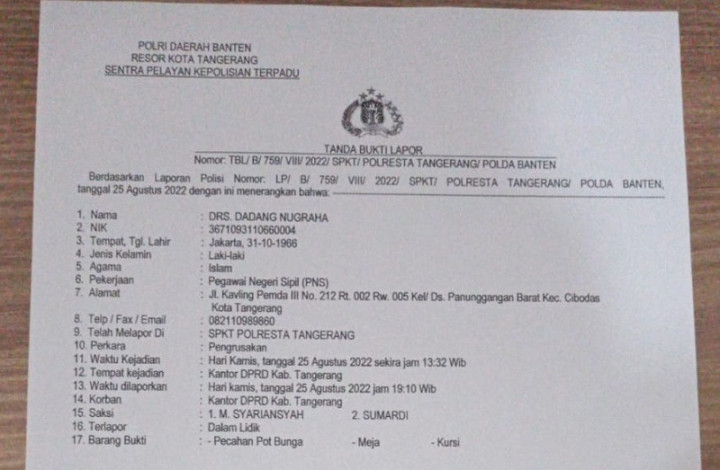 POLRI DAERAH BANTEN
RESOR KOTA TANGERANG
SENTRA PELAYAN KEPOLISIAN TERPADU
TANDA BUKTI LAPOR
Nomor: TBL/ B/ 759/ VIII/ 2022/ SPKT/ POLRESTA TANGERANG/ POLDA BANTEN
Berdasarkan Laporan Polisi Nomor: LP/ B/ 759/ VIII/ 2022/ SPKT/ POLRESTA TANGERANG/ POLDA BANTEN,
tanggal 25 Agustus 2022 dengan ini menerangkan bahwa:
1. Nama : DRS. DADANG NUGRAHA
2. NIK : 3671093110660004
3. Tempat, Tgl. Lahir : Jakarta, 31-10-1966
4. Jenis Kelamin : Laki-laki
5. Agama : Islam
6. Pekerjaan : Pegawai Negeri Sipil (PNS)
7. Alamat : Jl. Kavling Pemda III No. 212 Rt. 002 Rw. 005 Kel/ Ds. Panunggangan Barat Kec. Cibodas
Kota Tangerang
8. Telp / Fax / Email : 082110989860
9. Telah Melapor Di : SPKT POLRESTA TANGERANG
10. Perkara : Pengrusakan
11. Waktu Kejadian : Hari Kamis, tanggal 25 Agustus 2022 sekira jam 13:32 Wib
12. Tempat kejadian : Kantor DPRD Kab. Tangerang
13. Waktu dilaporkan : Hari kamis, tanggal 25 Agustus 2022 jam 19:10 Wib
14. Korban : Kantor DPRD Kab. Tangerang
15. Saksi : 1. M. SYARIANSYAH 2. SUMARDI
16. Terlapor : Dalam Lidik
17. Barang Bukti : - Pecahan Pot Bunga - Meja - Kursi